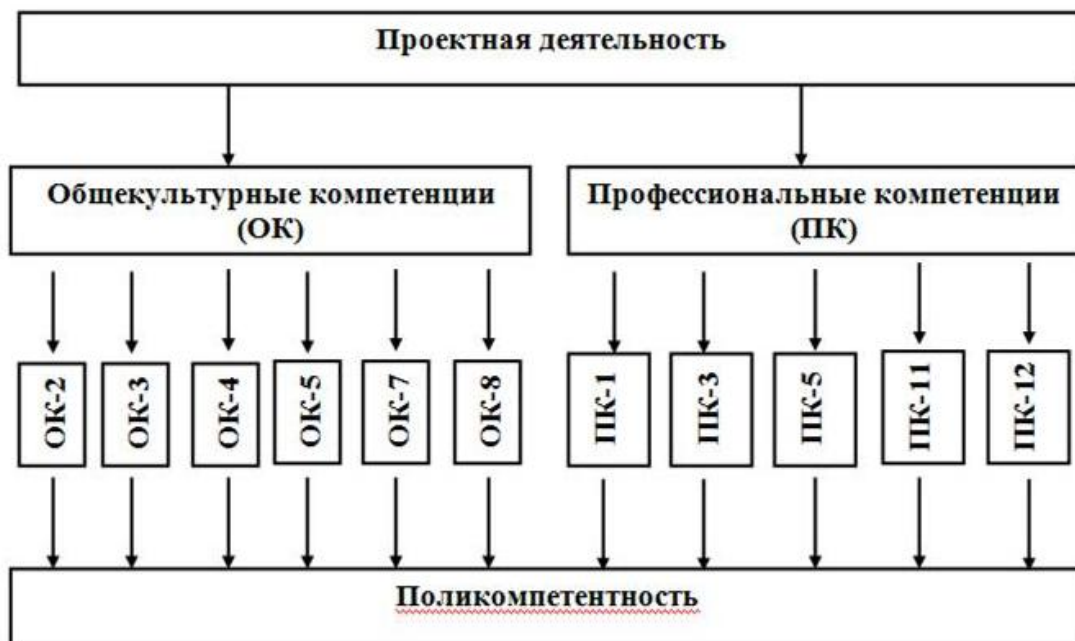 Проектная деятельность
Общекультурные компетенции
(ОК)
Профессиональные компетенции
(ПК)
ОК-2
ОК-3
ОК-4
ОК-5
ОК-7
ОК-8
ПК-1
ПК-3
ПК-5
ПК-11
ПК-12
Поликомпетентность